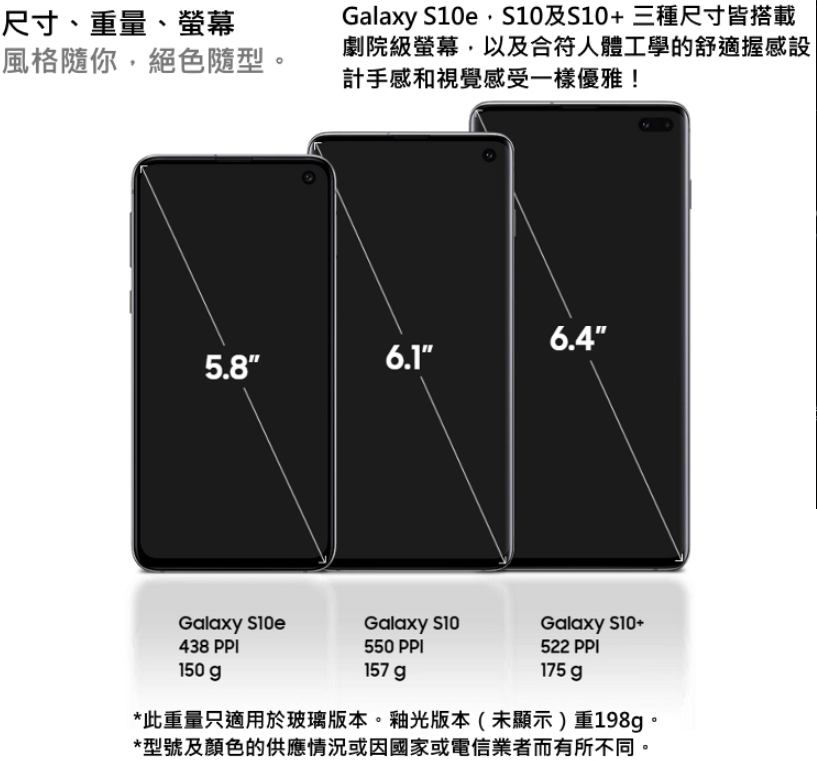 尺寸、重量、螢幕
風格隨你，絕色隨型。
Galaxy S10e，S10及S10+ 三種尺寸皆搭載
劇院級螢幕，以及合符人體工學的舒適握感設
計手感和視覺感受一樣優雅！
5.8”
6.1”
6.4”
Galaxy S10e
438 PPI
150 g
Galaxy S10
550 PPI
157 g
Galaxy S10+
522 PPI
175 g
*此重量只適用於玻璃版本。釉光版本（未顯示）重198g。
*型號及顏色的供應情況或因國家或電信業者而有所不同。